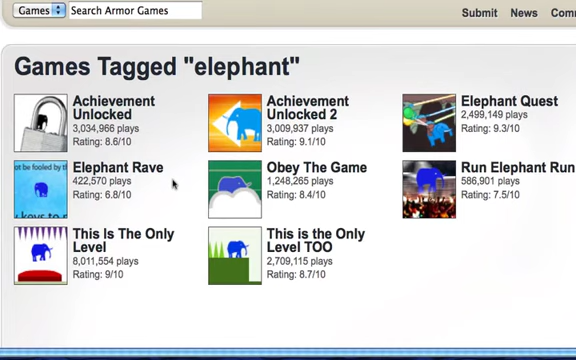 Games Search Armor Games Submit News
Games Tagged "elephant"
Achievement Unlocked
3,034,966 plays
Rating: 8.6/10
Achievement Unlocked 2
3,009,937 plays
Rating: 9.1/10
Elephant Quest
2,499,149 plays
Rating: 9.3/10
Elephant Rave
422,570 plays
Rating: 6.8/10
Obey The Game
1,248,265 plays
Rating: 8.4/10
Run Elephant Run
586,901 plays
Rating: 7.5/10
This Is The Only Level
8,011,554 plays
Rating: 9/10
This is the Only Level TOO
2,709,115 plays
Rating: 8.7/10